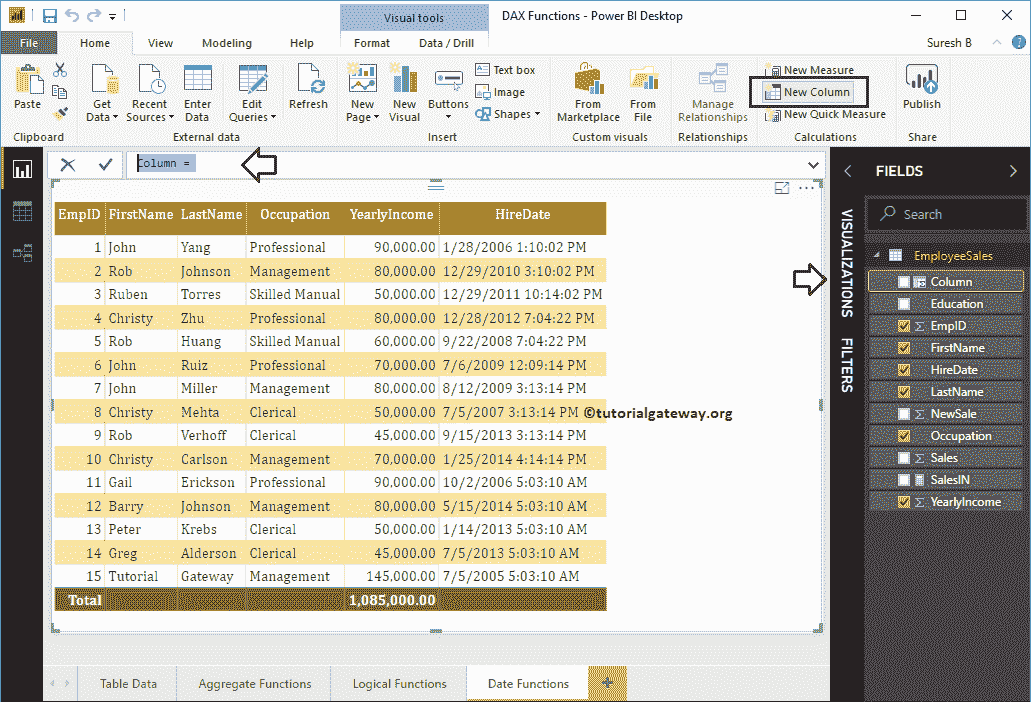 Visual tools DAX Functions - Power BI Desktop
File Home View Modeling Help Format Data / Drill Suresh B
Paste
Get Data
Recent Sources
Enter Data
Edit Queries
Refresh
New Page
New Visual
Buttons
Text box
Image
Shapes
From Marketplace
From File
Manage Relationships
New Measure
New Column
New Quick Measure
Publish
Clipboard External data Insert Custom visuals Relationships Calculations Share
Column =
EmpID FirstName LastName Occupation YearlyIncome HireDate
1 John Yang Professional 90,000.00 1/28/2006 1:10:02 PM
2 Rob Johnson Management 80,000.00 12/29/2010 3:10:02 PM
3 Ruben Torres Skilled Manual 50,000.00 12/29/2011 10:14:02 PM
4 Christy Zhu Professional 80,000.00 12/28/2012 7:04:22 PM
5 Rob Huang Skilled Manual 60,000.00 9/22/2008 7:04:22 PM
6 John Ruiz Professional 70,000.00 7/6/2009 12:09:14 PM
7 John Miller Management 80,000.00 8/12/2009 3:13:14 PM
8 Christy Mehta Clerical 50,000.00 7/5/2007 3:13:14 PM ©tutorialgateway.org
9 Rob Verhoff Clerical 45,000.00 9/15/2013 3:13:14 PM
10 Christy Carlson Management 70,000.00 1/25/2014 4:14:14 PM
11 Gail Erickson Professional 90,000.00 10/2/2006 5:03:10 AM
12 Barry Johnson Management 80,000.00 5/15/2014 5:03:10 AM
13 Peter Krebs Clerical 50,000.00 1/14/2013 5:03:10 AM
14 Greg Alderson Clerical 45,000.00 7/5/2013 5:03:10 AM
15 Tutorial Gateway Management 145,000.00 7/5/2005 5:03:10 AM
Total 1,085,000.00
VISUALIZATIONS
FILTERS
FIELDS
Search
EmployeeSales
Column
Education
Σ EmpID
FirstName
HireDate
LastName
Σ NewSale
Occupation
Σ Sales
SalesIN
Σ YearlyIncome
Table Data Aggregate Functions Logical Functions Date Functions +